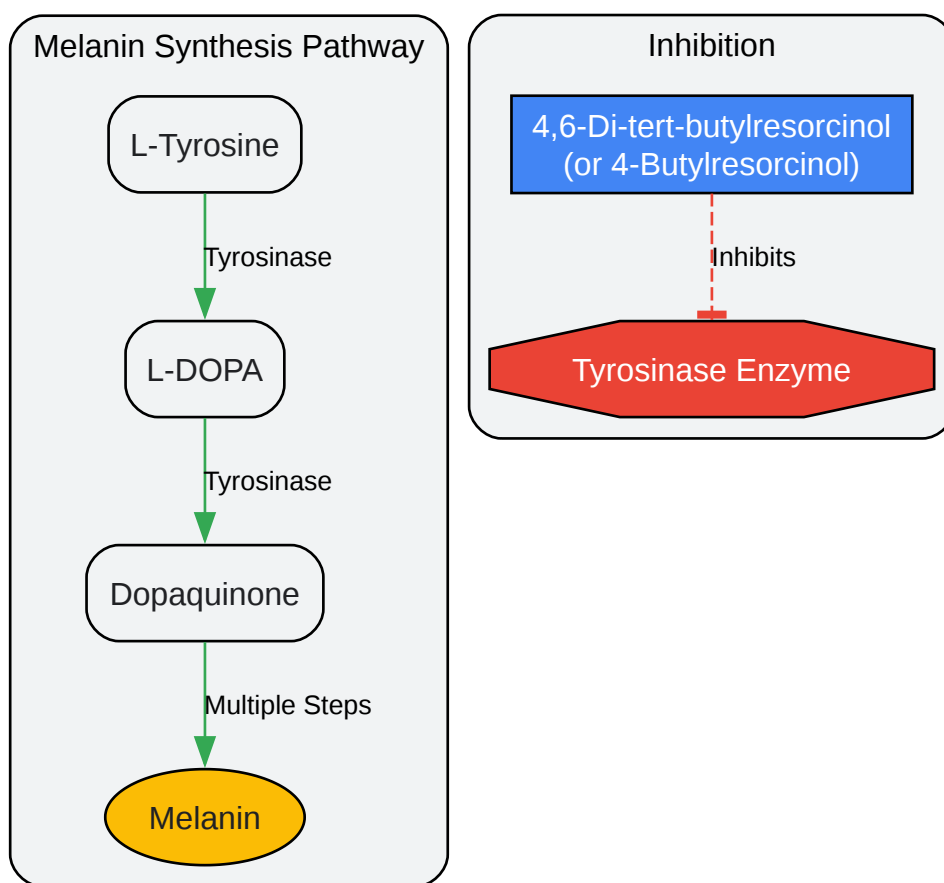 Melanin Synthesis Pathway
L-Tyrosine
Tyrosinase
L-DOPA
Tyrosinase
Dopaquinone
Multiple Steps
Melanin
Inhibition
4,6-Di-tert-butylresorcinol
(or 4-Butylresorcinol)
Inhibits
Tyrosinase Enzyme